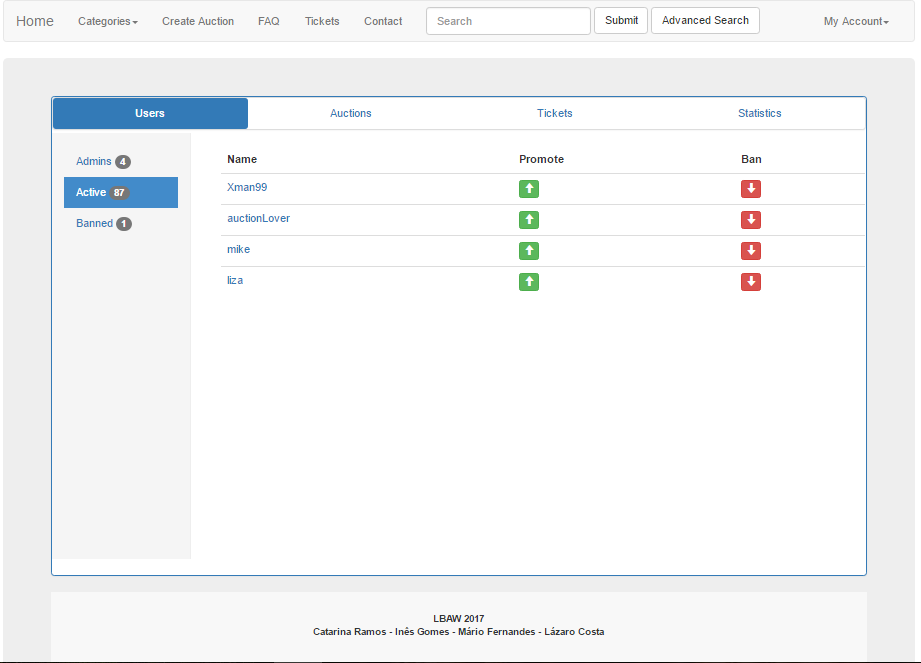 Home Categories Create Auction FAQ Tickets Contact Search Submit Advanced Search My Account
Users Auctions Tickets Statistics
Admins 4
Active 87
Banned 1
Name Promote Ban
Xman99
auctionLover
mike
liza
LBAW 2017
Catarina Ramos - Inês Gomes - Mário Fernandes - Lázaro Costa